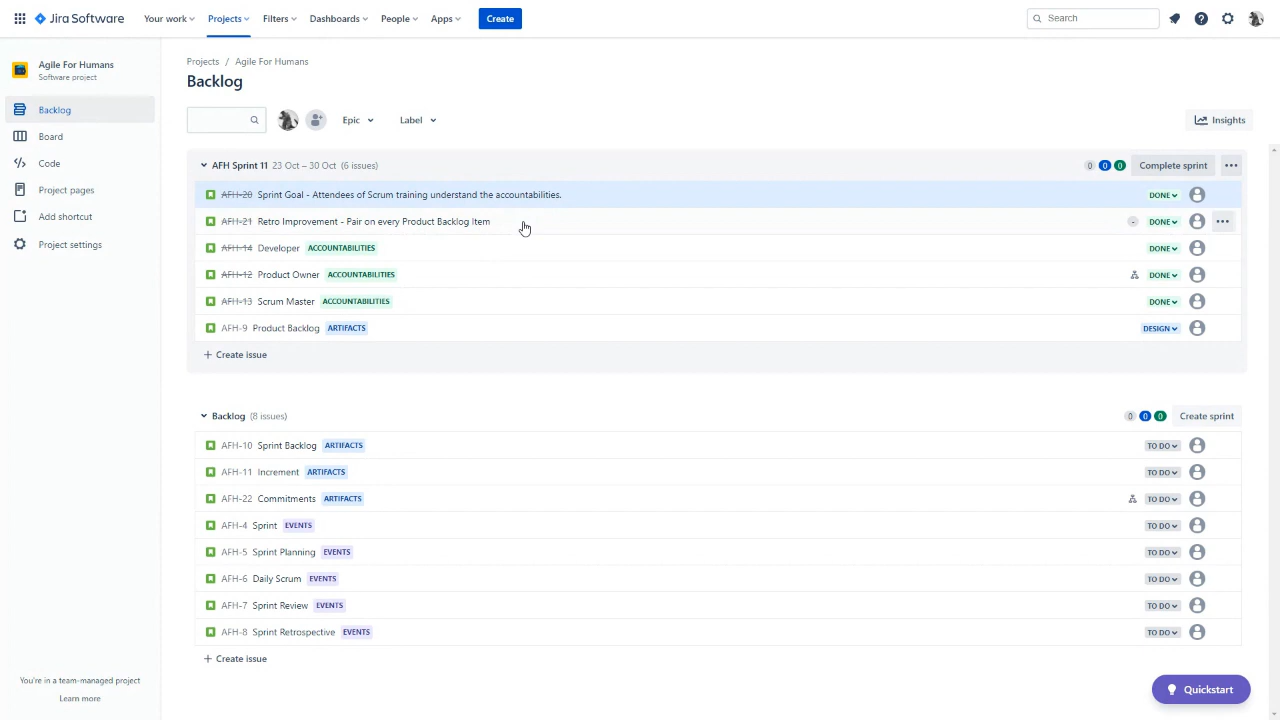 Jira Software Your work Projects Filters Dashboards People Apps Create Search
Agile For Humans
Software project
Backlog
Board
Code
Project pages
Add shortcut
Project settings
You're in a team-managed project
Learn more
Projects / Agile For Humans
Backlog
Epic Label Insights
AFH Sprint 11 23 Oct – 30 Oct (6 issues) 0 0 0 Complete sprint
AFH-20 Sprint Goal - Attendees of Scrum training understand the accountabilities. DONE
AFH-21 Retro Improvement - Pair on every Product Backlog Item - DONE
AFH-14 Developer ACCOUNTABILITIES DONE
AFH-12 Product Owner ACCOUNTABILITIES DONE
AFH-13 Scrum Master ACCOUNTABILITIES DONE
AFH-9 Product Backlog ARTIFACTS DESIGN
+ Create issue
Backlog (8 issues) 0 0 0 Create sprint
AFH-10 Sprint Backlog ARTIFACTS TO DO
AFH-11 Increment ARTIFACTS TO DO
AFH-22 Commitments ARTIFACTS TO DO
AFH-4 Sprint EVENTS TO DO
AFH-5 Sprint Planning EVENTS TO DO
AFH-6 Daily Scrum EVENTS TO DO
AFH-7 Sprint Review EVENTS TO DO
AFH-8 Sprint Retrospective EVENTS TO DO
+ Create issue
Quickstart